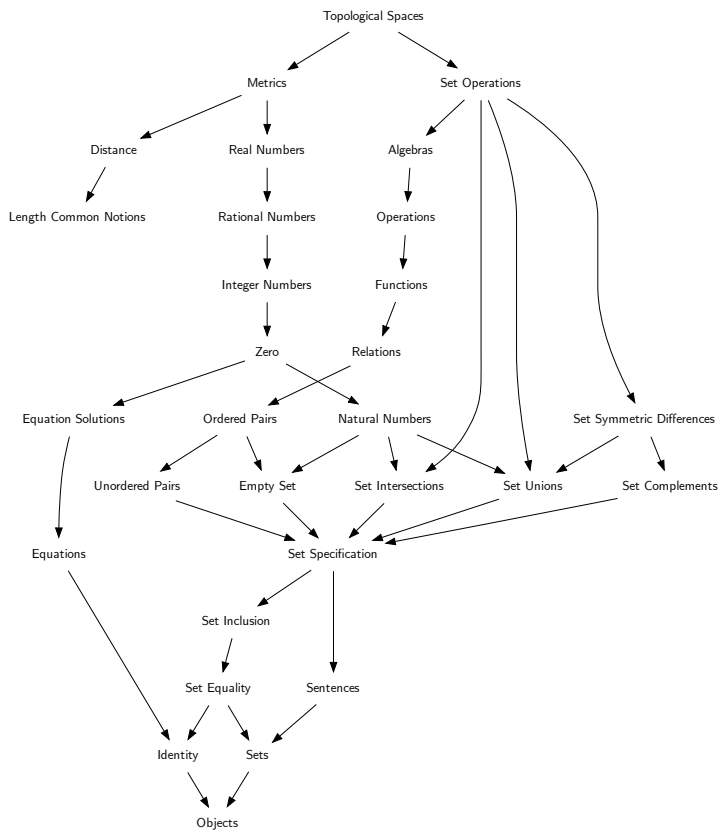 Topological Spaces
Metrics
Set Operations
Distance
Real Numbers
Algebras
Length Common Notions
Rational Numbers
Operations
Integer Numbers
Functions
Zero
Relations
Equation Solutions
Ordered Pairs
Natural Numbers
Set Symmetric Differences
Unordered Pairs
Empty Set
Set Intersections
Set Unions
Set Complements
Equations
Set Specification
Set Inclusion
Set Equality
Sentences
Identity
Sets
Objects